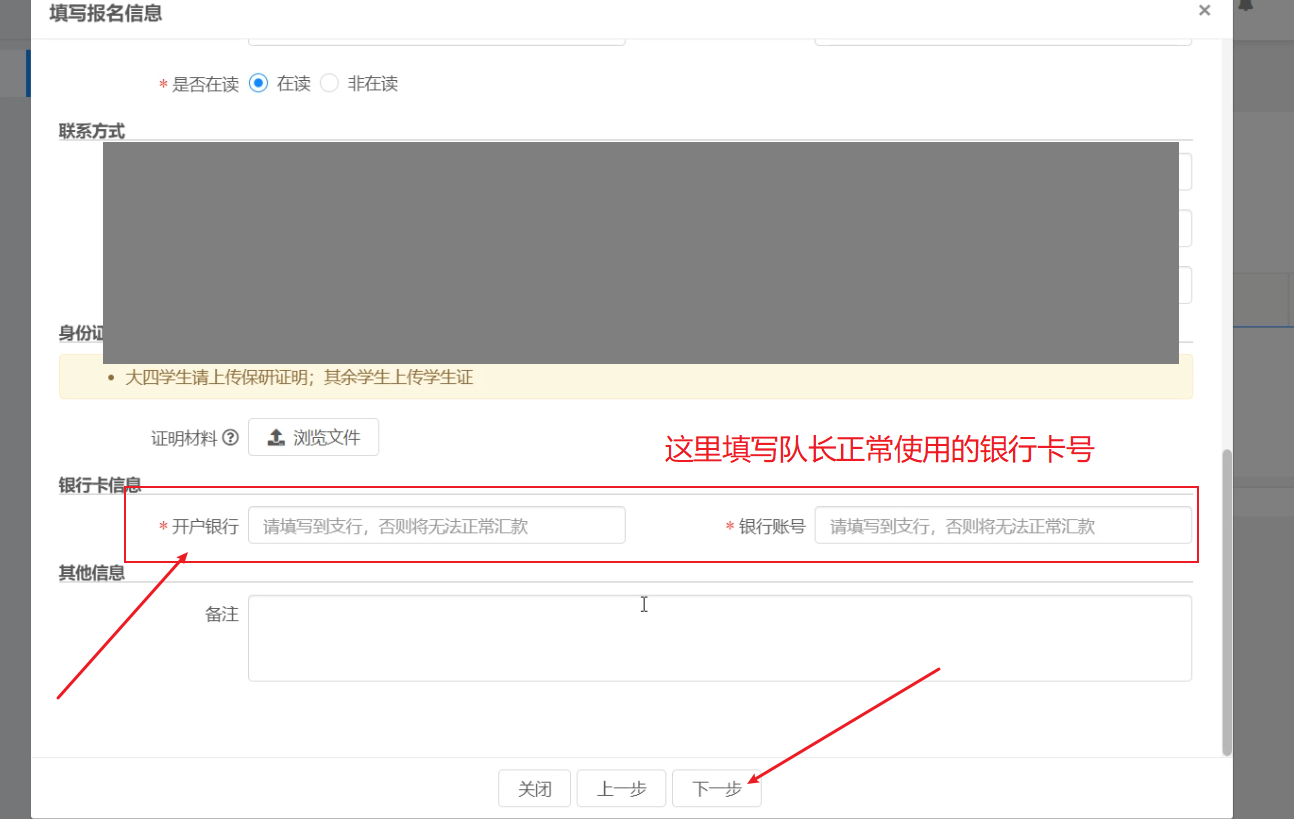 填写报名信息 ×
* 是否在读 在读 非在读
联系方式
身份证
• 大四学生请上传保研证明；其余学生上传学生证
证明材料 ? 浏览文件
这里填写队长正常使用的银行卡号
银行卡信息
* 开户银行 请填写到支行，否则将无法正常汇款 * 银行账号 请填写到支行，否则将无法正常汇款
其他信息
备注
关闭 上一步 下一步